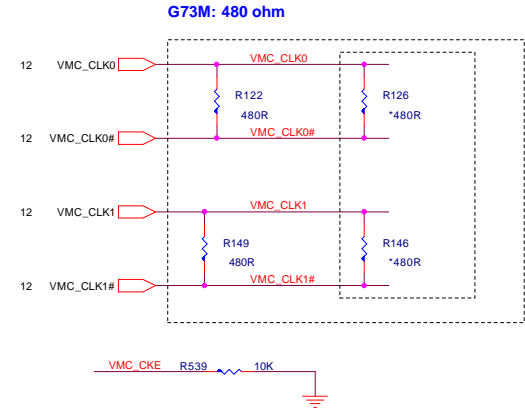 G73M: 480 ohm
12 VMC_CLK0 VMC_CLK0
R122 R126
480R *480R
12 VMC_CLK0# VMC_CLK0#
12 VMC_CLK1 VMC_CLK1
R149 R146
480R *480R
12 VMC_CLK1# VMC_CLK1#
VMC_CKE R539 10K